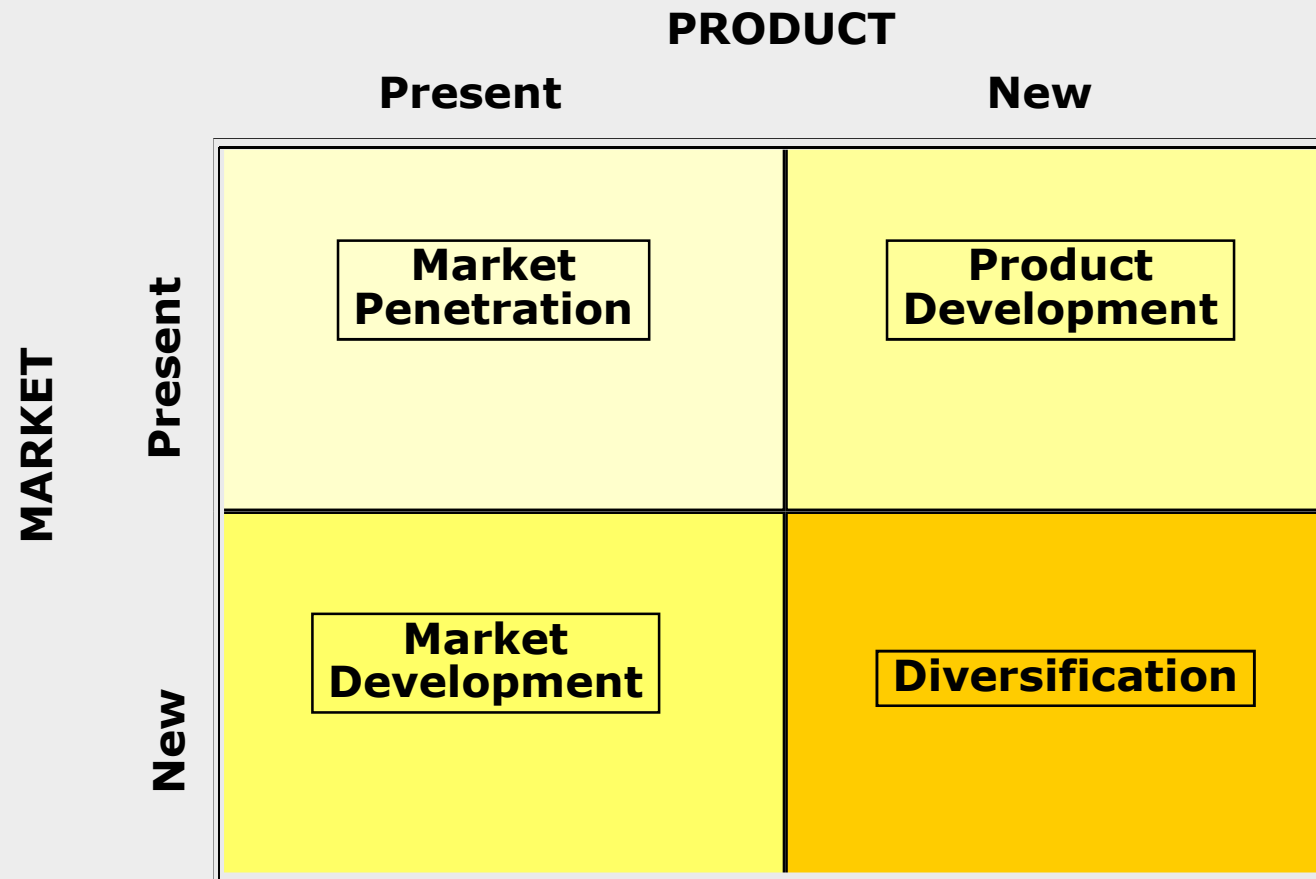 PRODUCT
Present New
MARKET
Present
Market
Penetration
Product
Development
New
Market
Development
Diversification